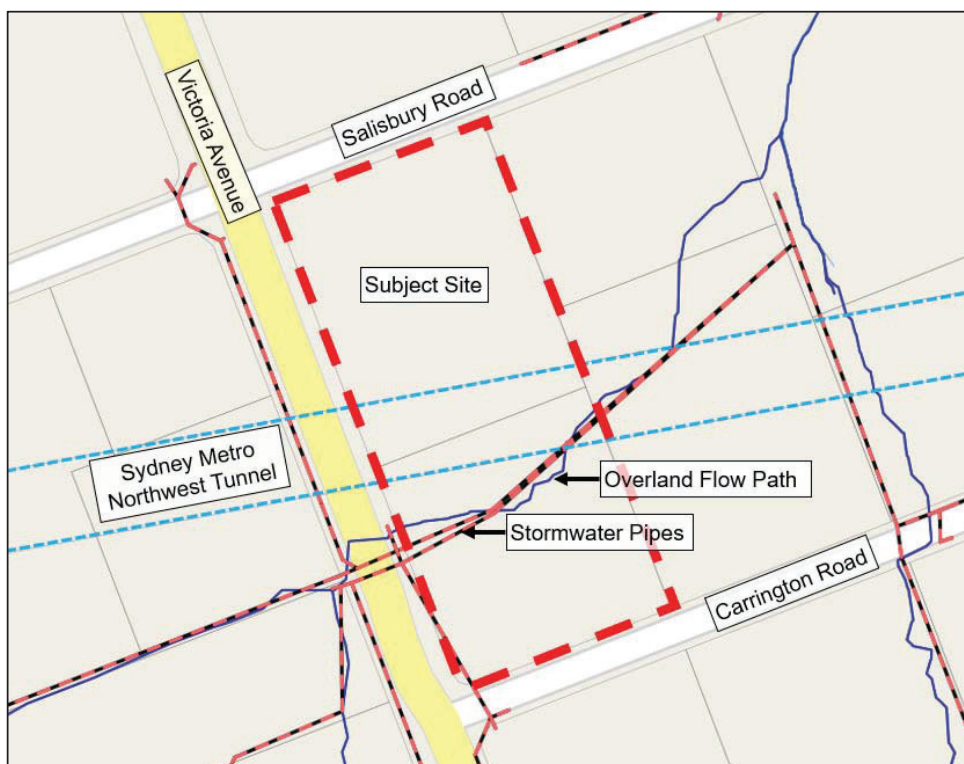 Victoria Avenue
Salisbury Road
Subject Site
Sydney Metro
Northwest Tunnel
Overland Flow Path
Stormwater Pipes
Carrington Road